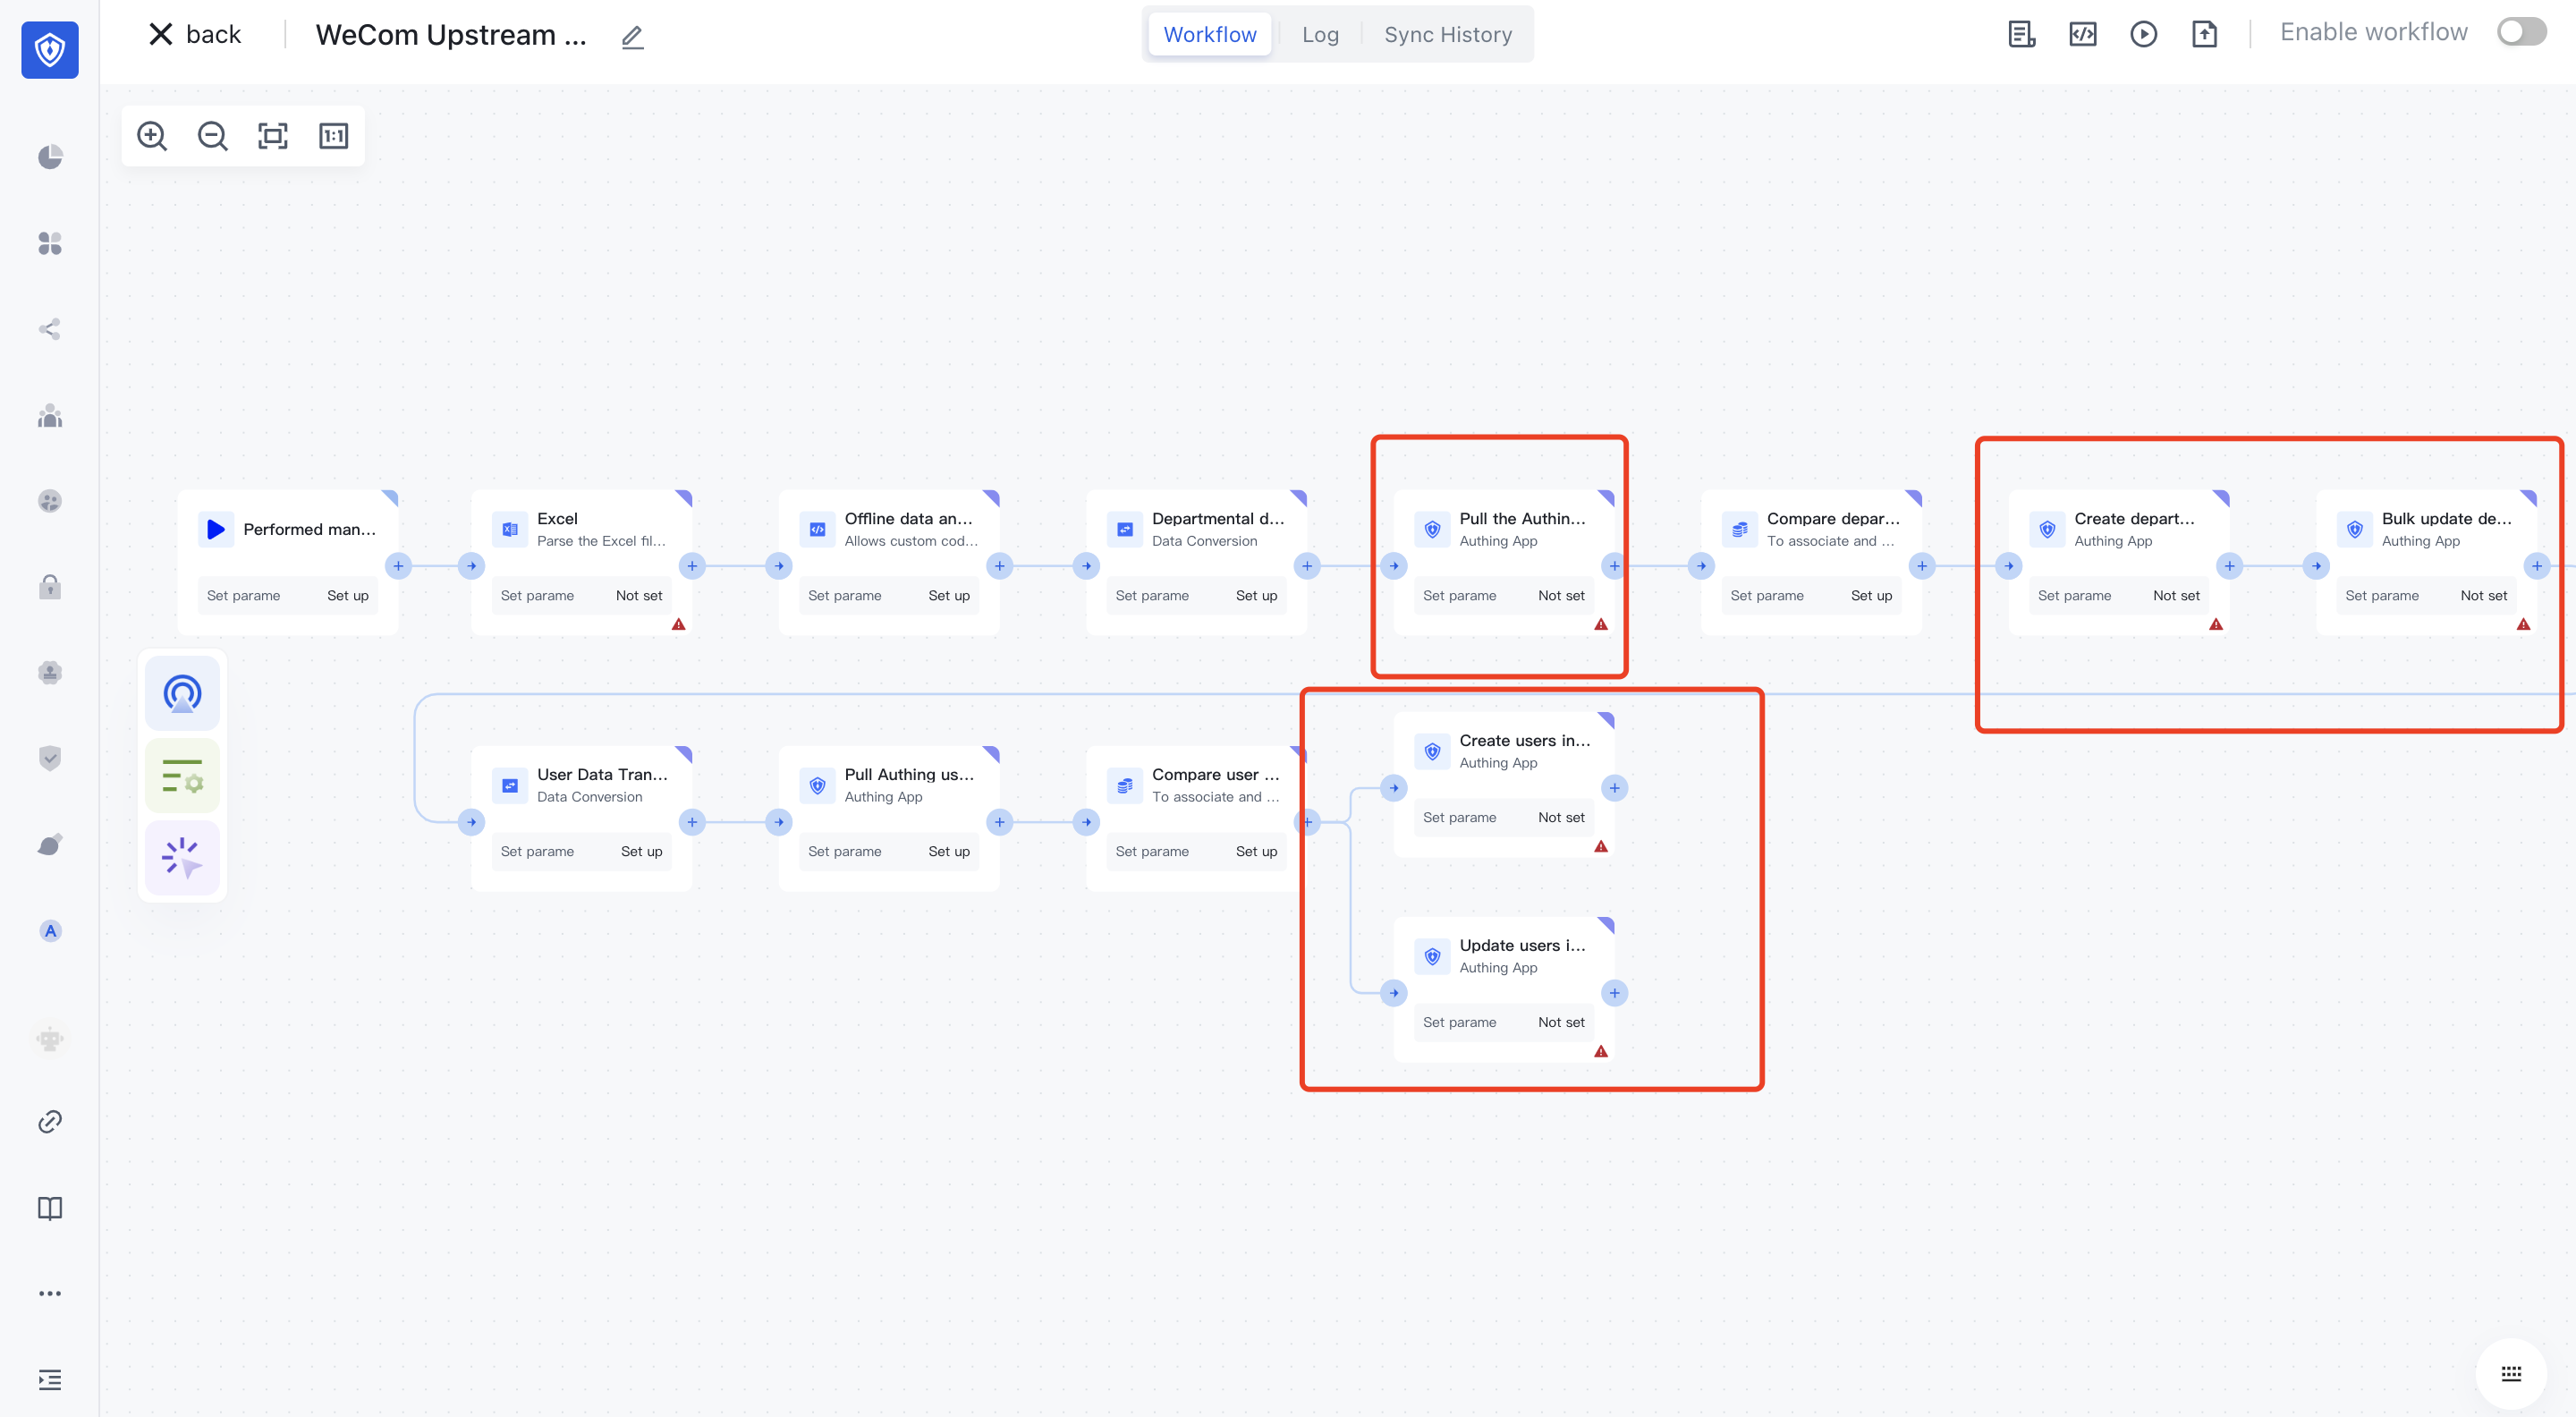 back
WeCom Upstream ...
Workflow
Log
Sync History
Enable workflow
1:1
Performed man...
Set parame
Set up
Excel
Parse the Excel fil...
Set parame
Not set
Offline data an...
Allows custom cod...
Set parame
Set up
Departmental d...
Data Conversion
Set parame
Set up
Pull the Authin...
Authing App
Set parame
Not set
Compare depar...
To associate and ...
Set parame
Set up
Create depart...
Authing App
Set parame
Not set
Bulk update de...
Authing App
Set parame
Not set
User Data Tran...
Data Conversion
Set parame
Set up
Pull Authing us...
Authing App
Set parame
Set up
Compare user ...
To associate and ...
Set parame
Set up
Create users in...
Authing App
Set parame
Not set
Update users i...
Authing App
Set parame
Not set
A